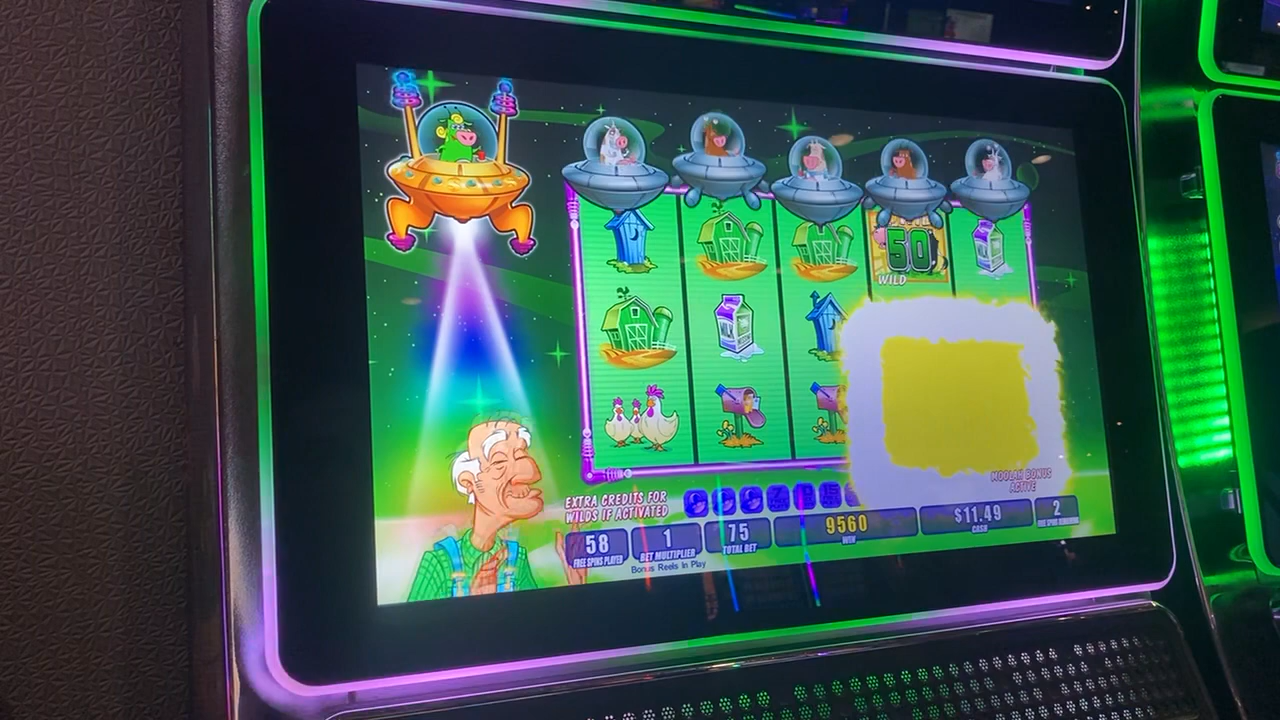 50
WILD
EXTRA CREDITS FOR
WILDS IF ACTIVATED
MOOLAH BONUS
ACTIVE
58
FREE SPINS PLAYED
1
BET MULTIPLIER
75
TOTAL BET
9560
WIN
$11.49
CASH
2
FREE SPINS REMAINING
Bonus Reels In Play